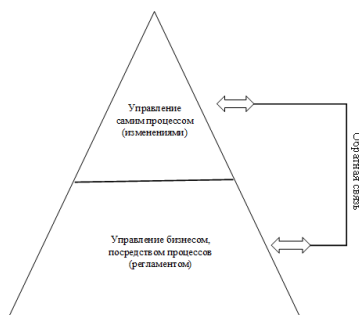 Управление
самим процессом
(изменениями)
Обратная связь
Управление бизнесом,
посредством процессов
(регламентом)